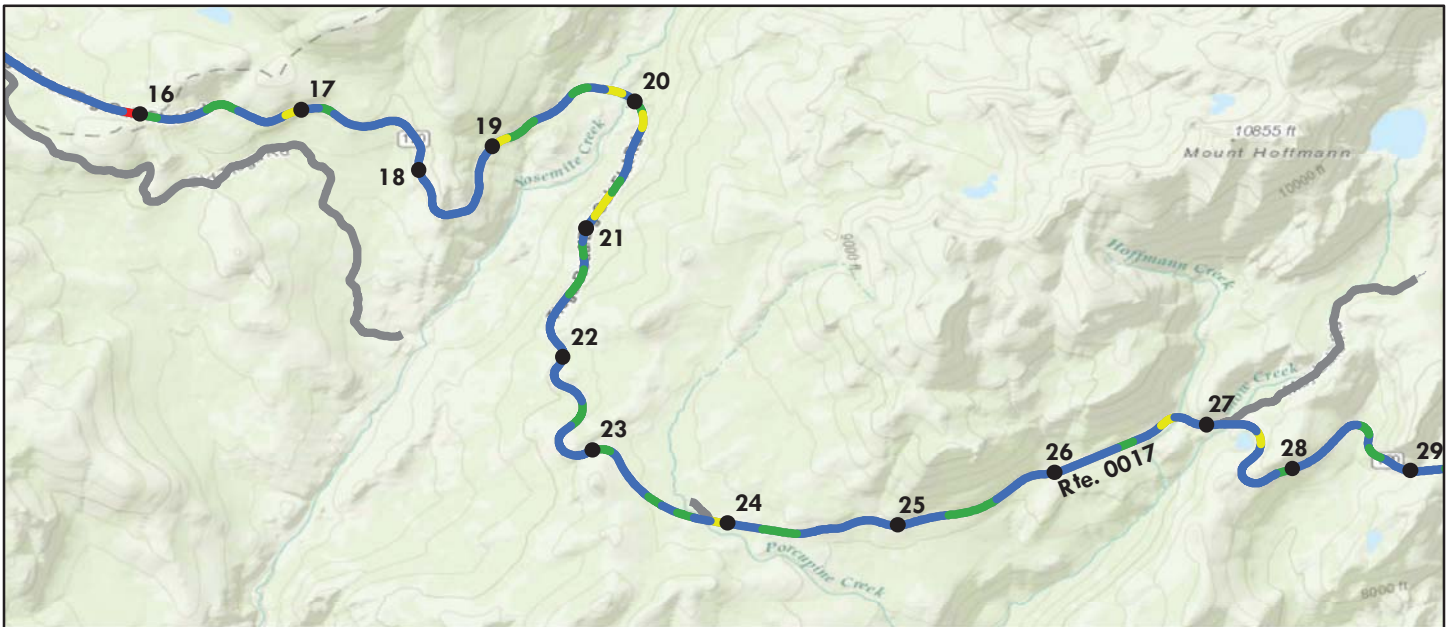 16
17
18
19
20
Yosemite Creek
21
22
23
24
25
26
27
28
29
Rte. 0017
10855 ft
Mount Hoffmann
10000 ft
9000 ft
Hoffmann Creek
Creek
Porcupine Creek
8000 ft